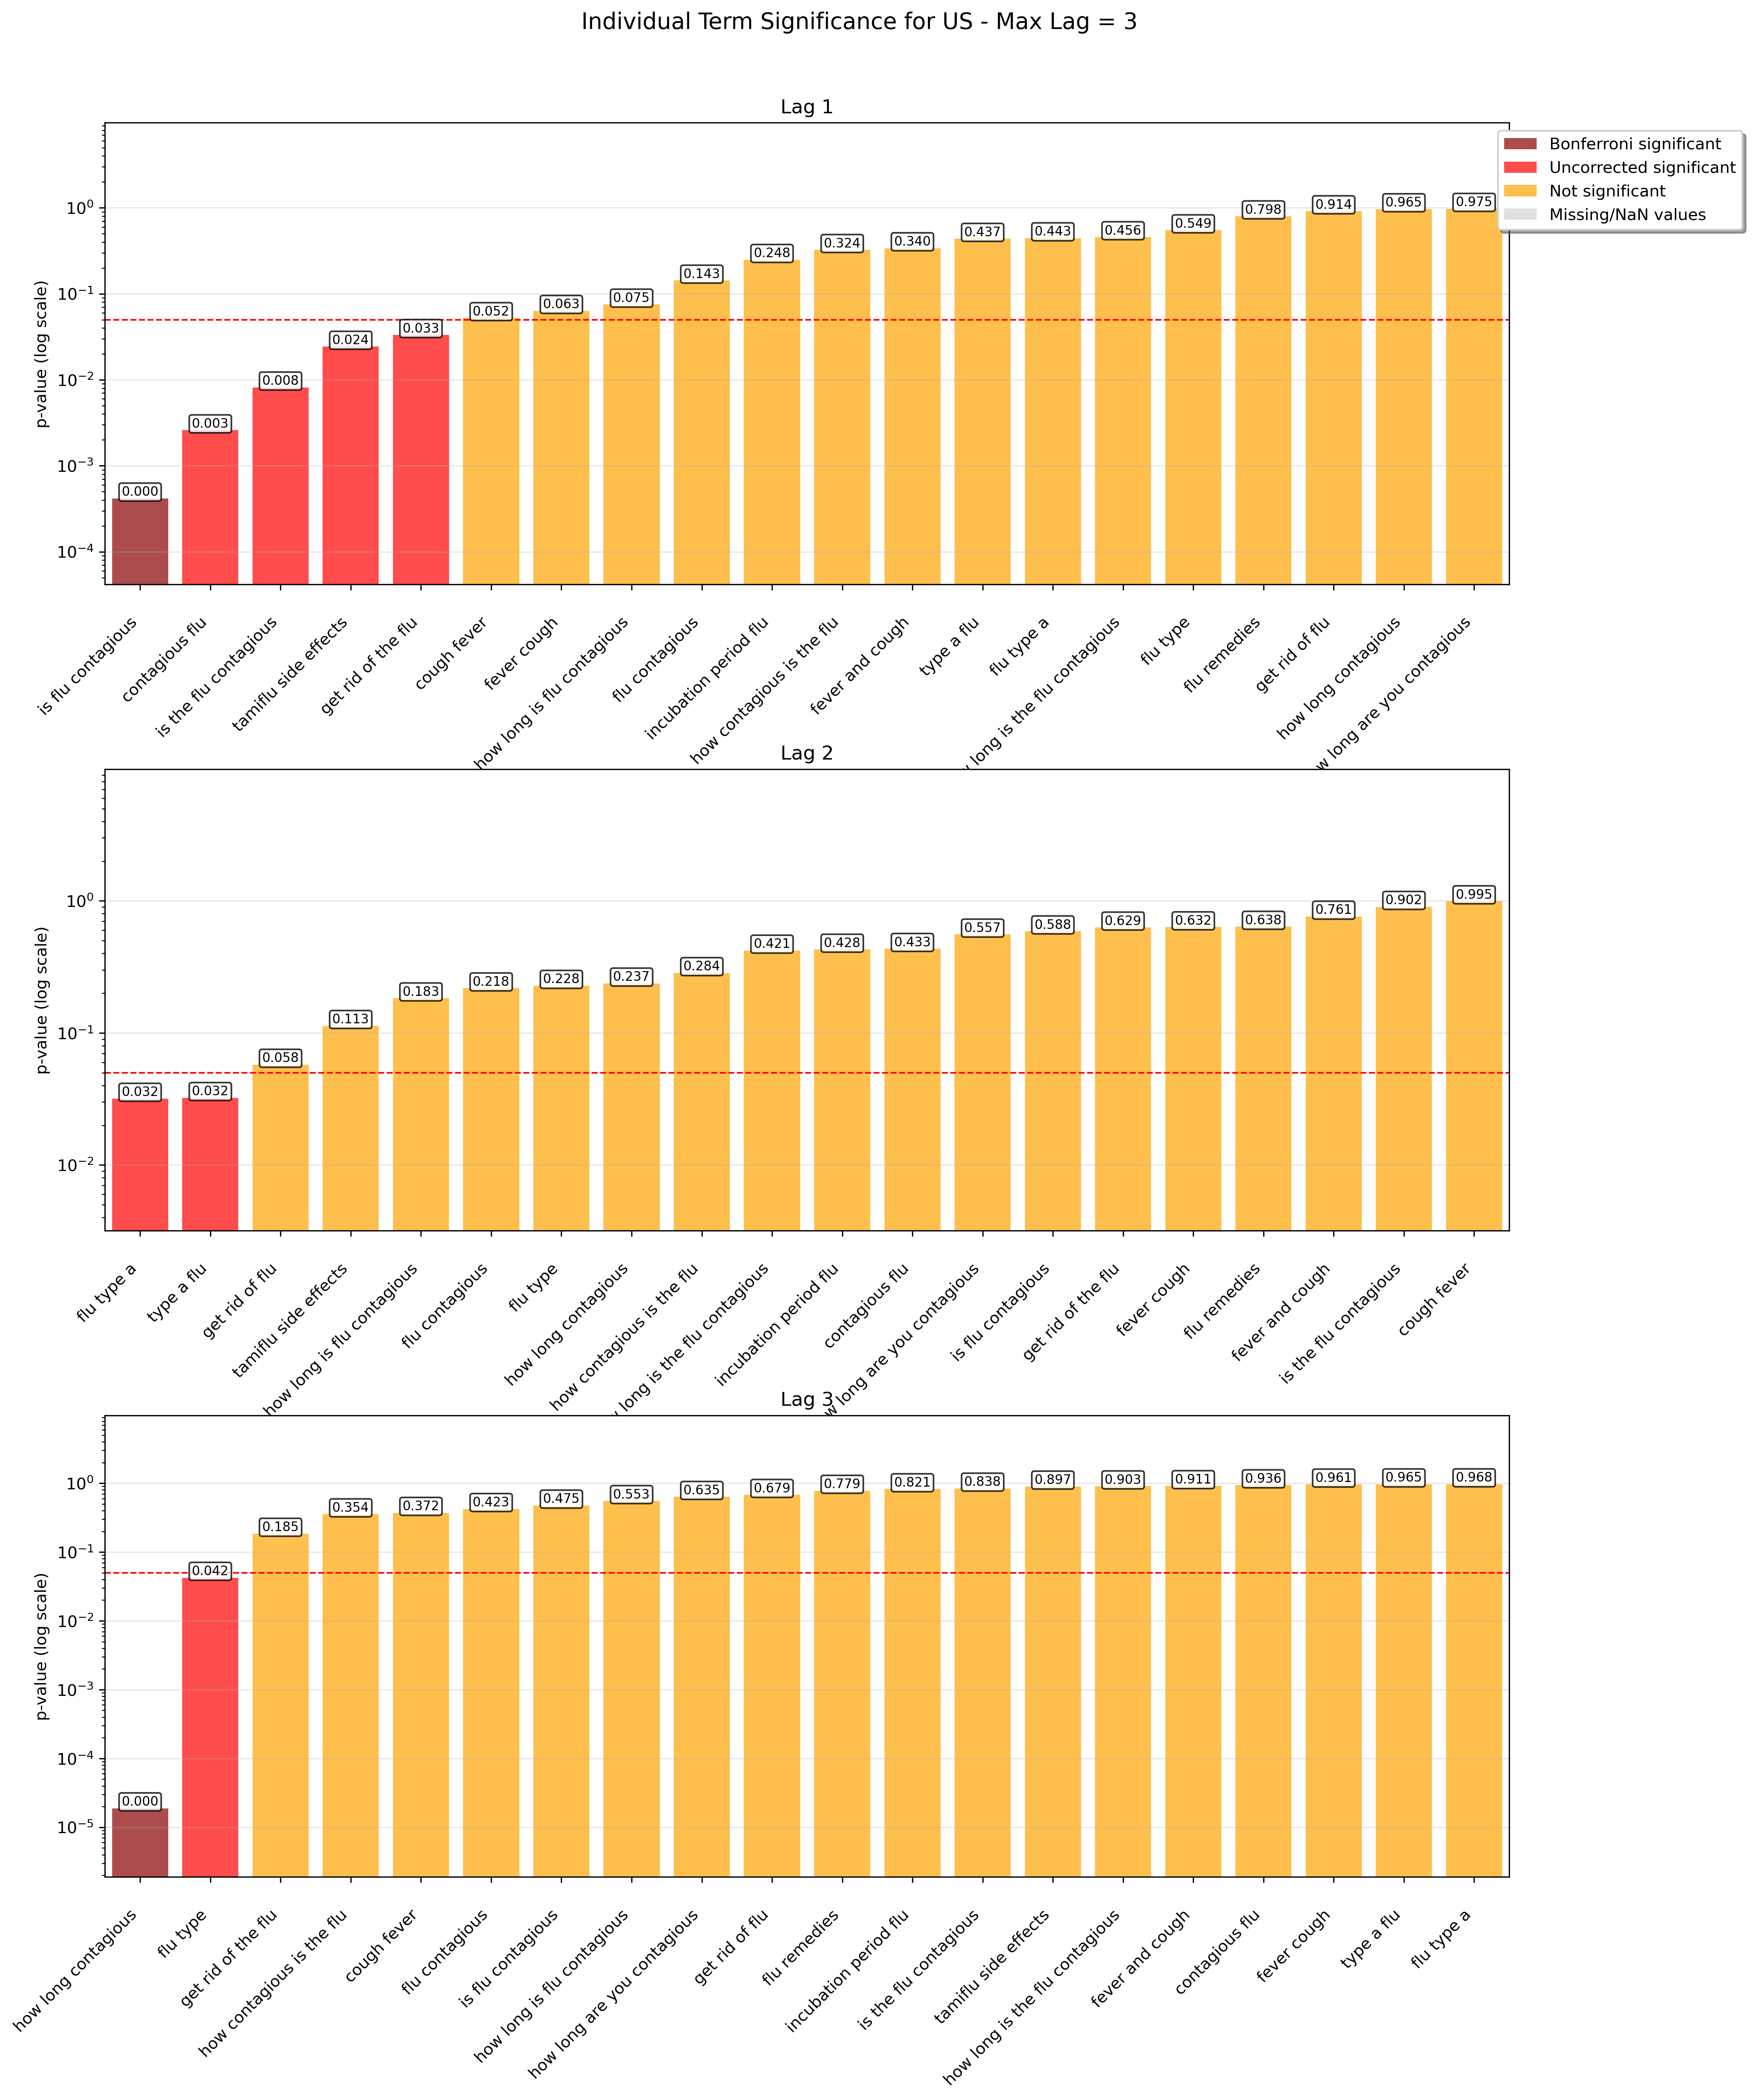 Individual Term Significance for US - Max Lag = 3
Lag 1
Bonferroni significant
Uncorrected significant
Not significant
Missing/NaN values
p-value (log scale)
10⁰
10⁻¹
10⁻²
10⁻³
10⁻⁴
0.000 0.003 0.008 0.024 0.033 0.052 0.063 0.075 0.143 0.248 0.324 0.340 0.437 0.443 0.456 0.549 0.798 0.914 0.965 0.975
is flu contagious
contagious flu
is the flu contagious
tamiflu side effects
get rid of the flu
cough fever
fever cough
how long is flu contagious
flu contagious
incubation period flu
how contagious is the flu
fever and cough
type a flu
flu type a
long is the flu contagious
flu type
flu remedies
get rid of flu
how long contagious
long are you contagious
Lag 2
p-value (log scale)
10⁰
10⁻¹
10⁻²
0.032 0.032 0.058 0.113 0.183 0.218 0.228 0.237 0.284 0.421 0.428 0.433 0.557 0.588 0.629 0.632 0.638 0.761 0.902 0.995
flu type a
type a flu
get rid of flu
tamiflu side effects
how long is flu contagious
flu contagious
flu type
how long contagious
how contagious is the flu
long is the flu contagious
incubation period flu
contagious flu
long are you contagious
is flu contagious
get rid of the flu
fever cough
flu remedies
fever and cough
is the flu contagious
cough fever
Lag 3
p-value (log scale)
10⁰
10⁻¹
10⁻²
10⁻³
10⁻⁴
10⁻⁵
0.000 0.042 0.185 0.354 0.372 0.423 0.475 0.553 0.635 0.679 0.779 0.821 0.838 0.897 0.903 0.911 0.936 0.961 0.965 0.968
how long contagious
flu type
get rid of the flu
how contagious is the flu
cough fever
flu contagious
is flu contagious
how long is flu contagious
how long are you contagious
get rid of flu
flu remedies
incubation period flu
is the flu contagious
tamiflu side effects
how long is the flu contagious
fever and cough
contagious flu
fever cough
type a flu
flu type a